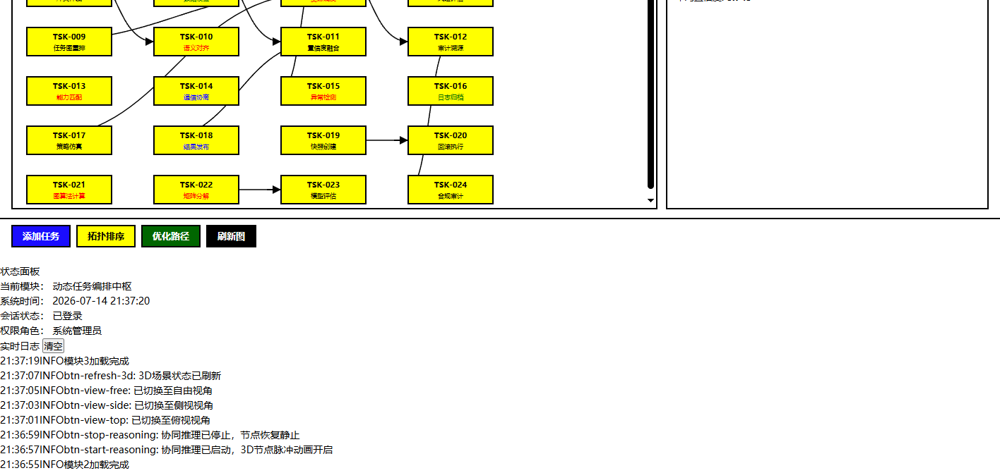 TSK-009
任务图重排
TSK-010
语义对齐
TSK-011
置信度融合
TSK-012
审计溯源
TSK-013
能力匹配
TSK-014
通信协商
TSK-015
异常检测
TSK-016
日志归档
TSK-017
策略仿真
TSK-018
结果发布
TSK-019
快照创建
TSK-020
回滚执行
TSK-021
图算法计算
TSK-022
矩阵分解
TSK-023
模型评估
TSK-024
合规审计
添加任务 拓扑排序 优化路径 刷新图
状态面板
当前模块： 动态任务编排中枢
系统时间： 2026-07-14 21:37:20
会话状态： 已登录
权限角色： 系统管理员
实时日志 清空
21:37:19INFO模块3加载完成
21:37:07INFObtn-refresh-3d: 3D场景状态已刷新
21:37:05INFObtn-view-free: 已切换至自由视角
21:37:03INFObtn-view-side: 已切换至侧视视角
21:37:01INFObtn-view-top: 已切换至俯视视角
21:36:59INFObtn-stop-reasoning: 协同推理已停止，节点恢复静止
21:36:57INFObtn-start-reasoning: 协同推理已启动，3D节点脉冲动画开启
21:36:55INFO模块2加载完成